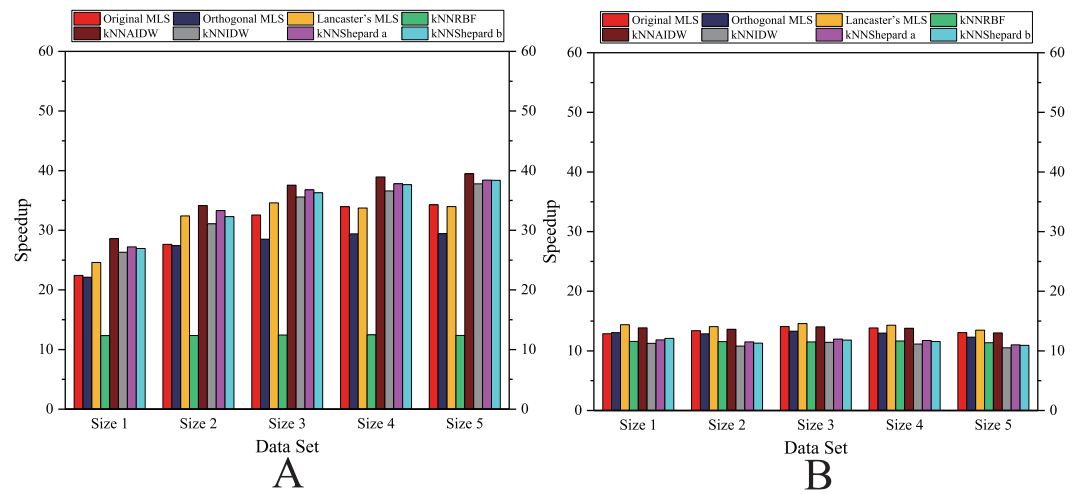 Original MLS Orthogonal MLS Lancaster's MLS kNNRBF
kNNAIDW kNNIDW kNNShepard a kNNShepard b
60 60
50 50
40 40
30 30
20 20
10 10
0 0
Speedup
Size 1 Size 2 Size 3 Size 4 Size 5
Data Set
A
Original MLS Orthogonal MLS Lancaster's MLS kNNRBF
kNNAIDW kNNIDW kNNShepard a kNNShepard b
60 60
50 50
40 40
30 30
20 20
10 10
0 0
Speedup
Size 1 Size 2 Size 3 Size 4 Size 5
Data Set
B